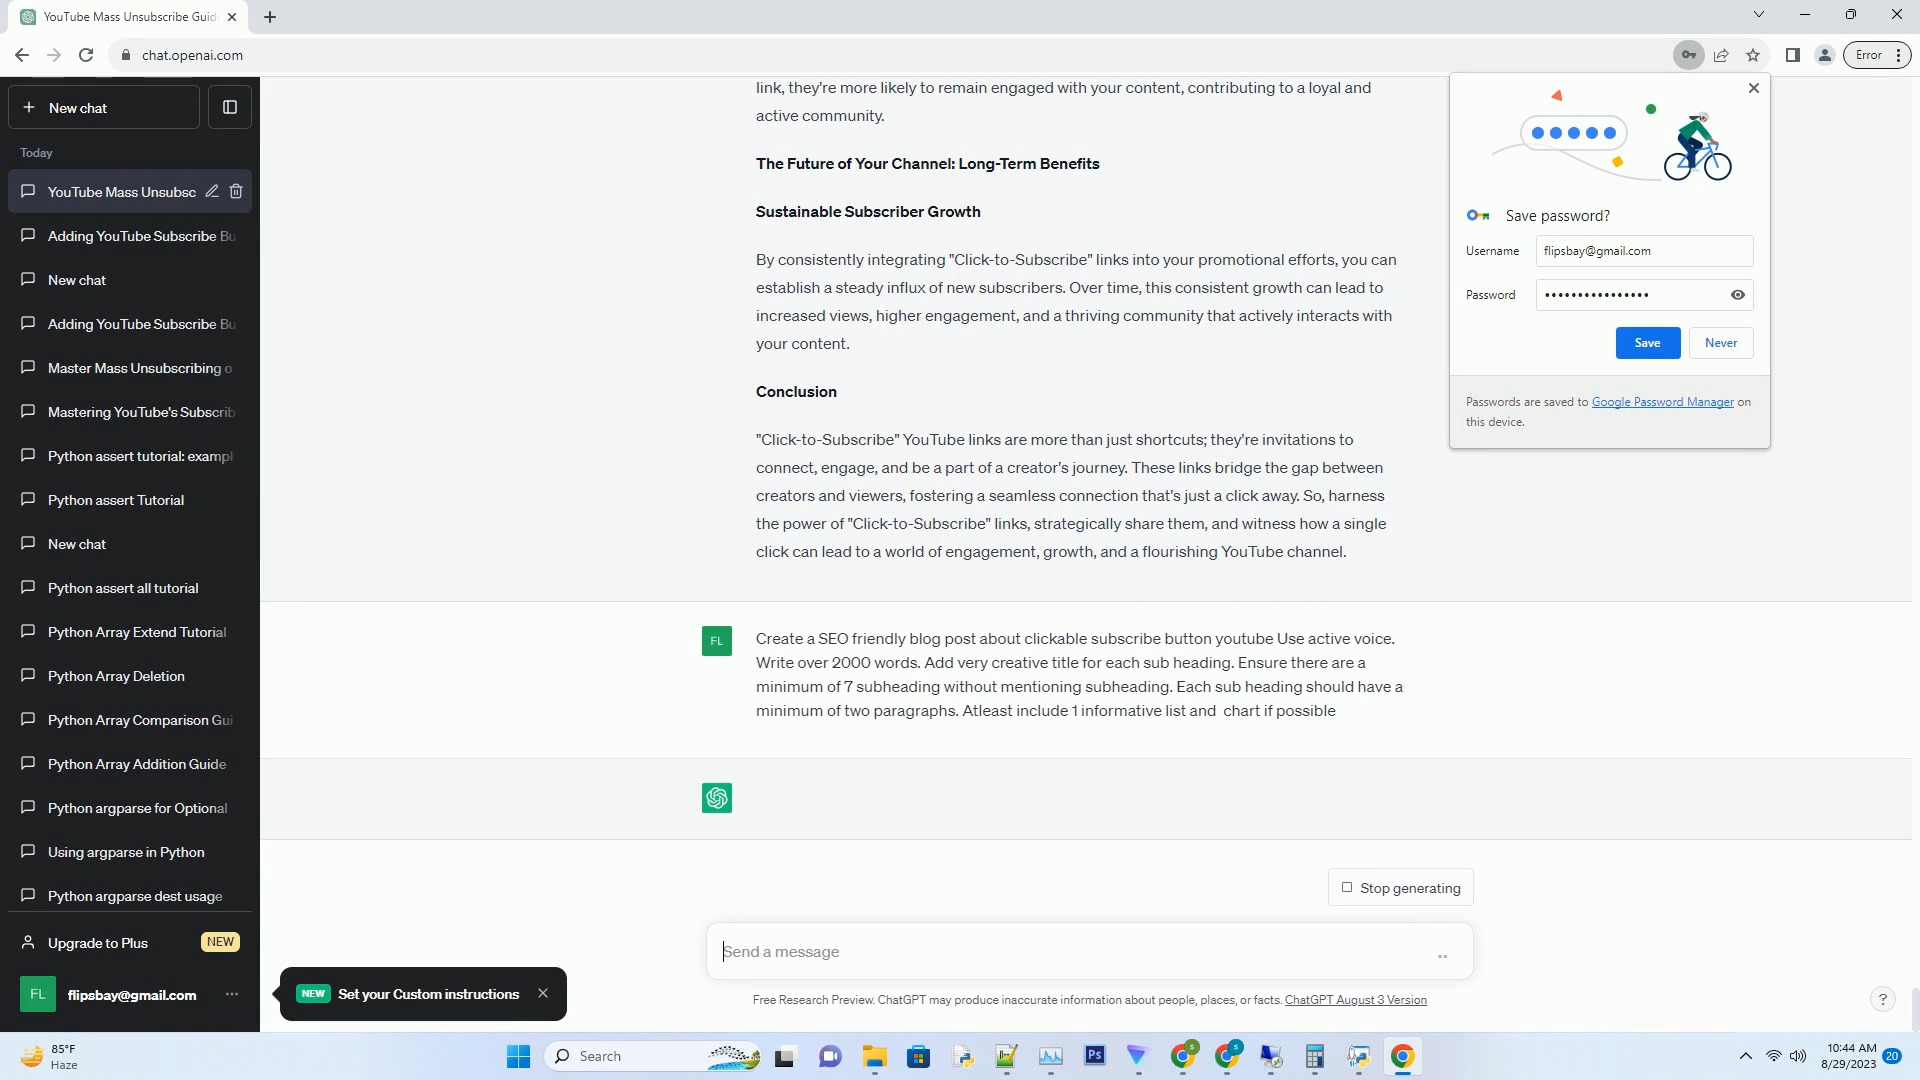 YouTube Mass Unsubscribe Guid
chat.openai.com
Error
New chat
Today
YouTube Mass Unsubsc
Adding YouTube Subscribe Bu
New chat
Adding YouTube Subscribe Bu
Master Mass Unsubscribing o
Mastering YouTube's Subscrib
Python assert tutorial: exampl
Python assert Tutorial
New chat
Python assert all tutorial
Python Array Extend Tutorial
Python Array Deletion
Python Array Comparison Gui
Python Array Addition Guide
Python argparse for Optional
Using argparse in Python
Python argparse dest usage
Upgrade to Plus NEW
FL flipsbay@gmail.com
link, they're more likely to remain engaged with your content, contributing to a loyal and
active community.
The Future of Your Channel: Long-Term Benefits
Sustainable Subscriber Growth
By consistently integrating "Click-to-Subscribe" links into your promotional efforts, you can
establish a steady influx of new subscribers. Over time, this consistent growth can lead to
increased views, higher engagement, and a thriving community that actively interacts with
your content.
Conclusion
"Click-to-Subscribe" YouTube links are more than just shortcuts; they're invitations to
connect, engage, and be a part of a creator's journey. These links bridge the gap between
creators and viewers, fostering a seamless connection that's just a click away. So, harness
the power of "Click-to-Subscribe" links, strategically share them, and witness how a single
click can lead to a world of engagement, growth, and a flourishing YouTube channel.
FL
Create a SEO friendly blog post about clickable subscribe button youtube Use active voice.
Write over 2000 words. Add very creative title for each sub heading. Ensure there are a
minimum of 7 subheading without mentioning subheading. Each sub heading should have a
minimum of two paragraphs. Atleast include 1 informative list and  chart if possible
Stop generating
Send a message
NEW Set your Custom instructions
Free Research Preview. ChatGPT may produce inaccurate information about people, places, or facts. ChatGPT August 3 Version
?
Save password?
Username flipsbay@gmail.com
Password ••••••••••••••••
Save Never
Passwords are saved to Google Password Manager on
this device.
85°F
Haze
Search
Ps
S
S
10:44 AM
8/29/2023
20